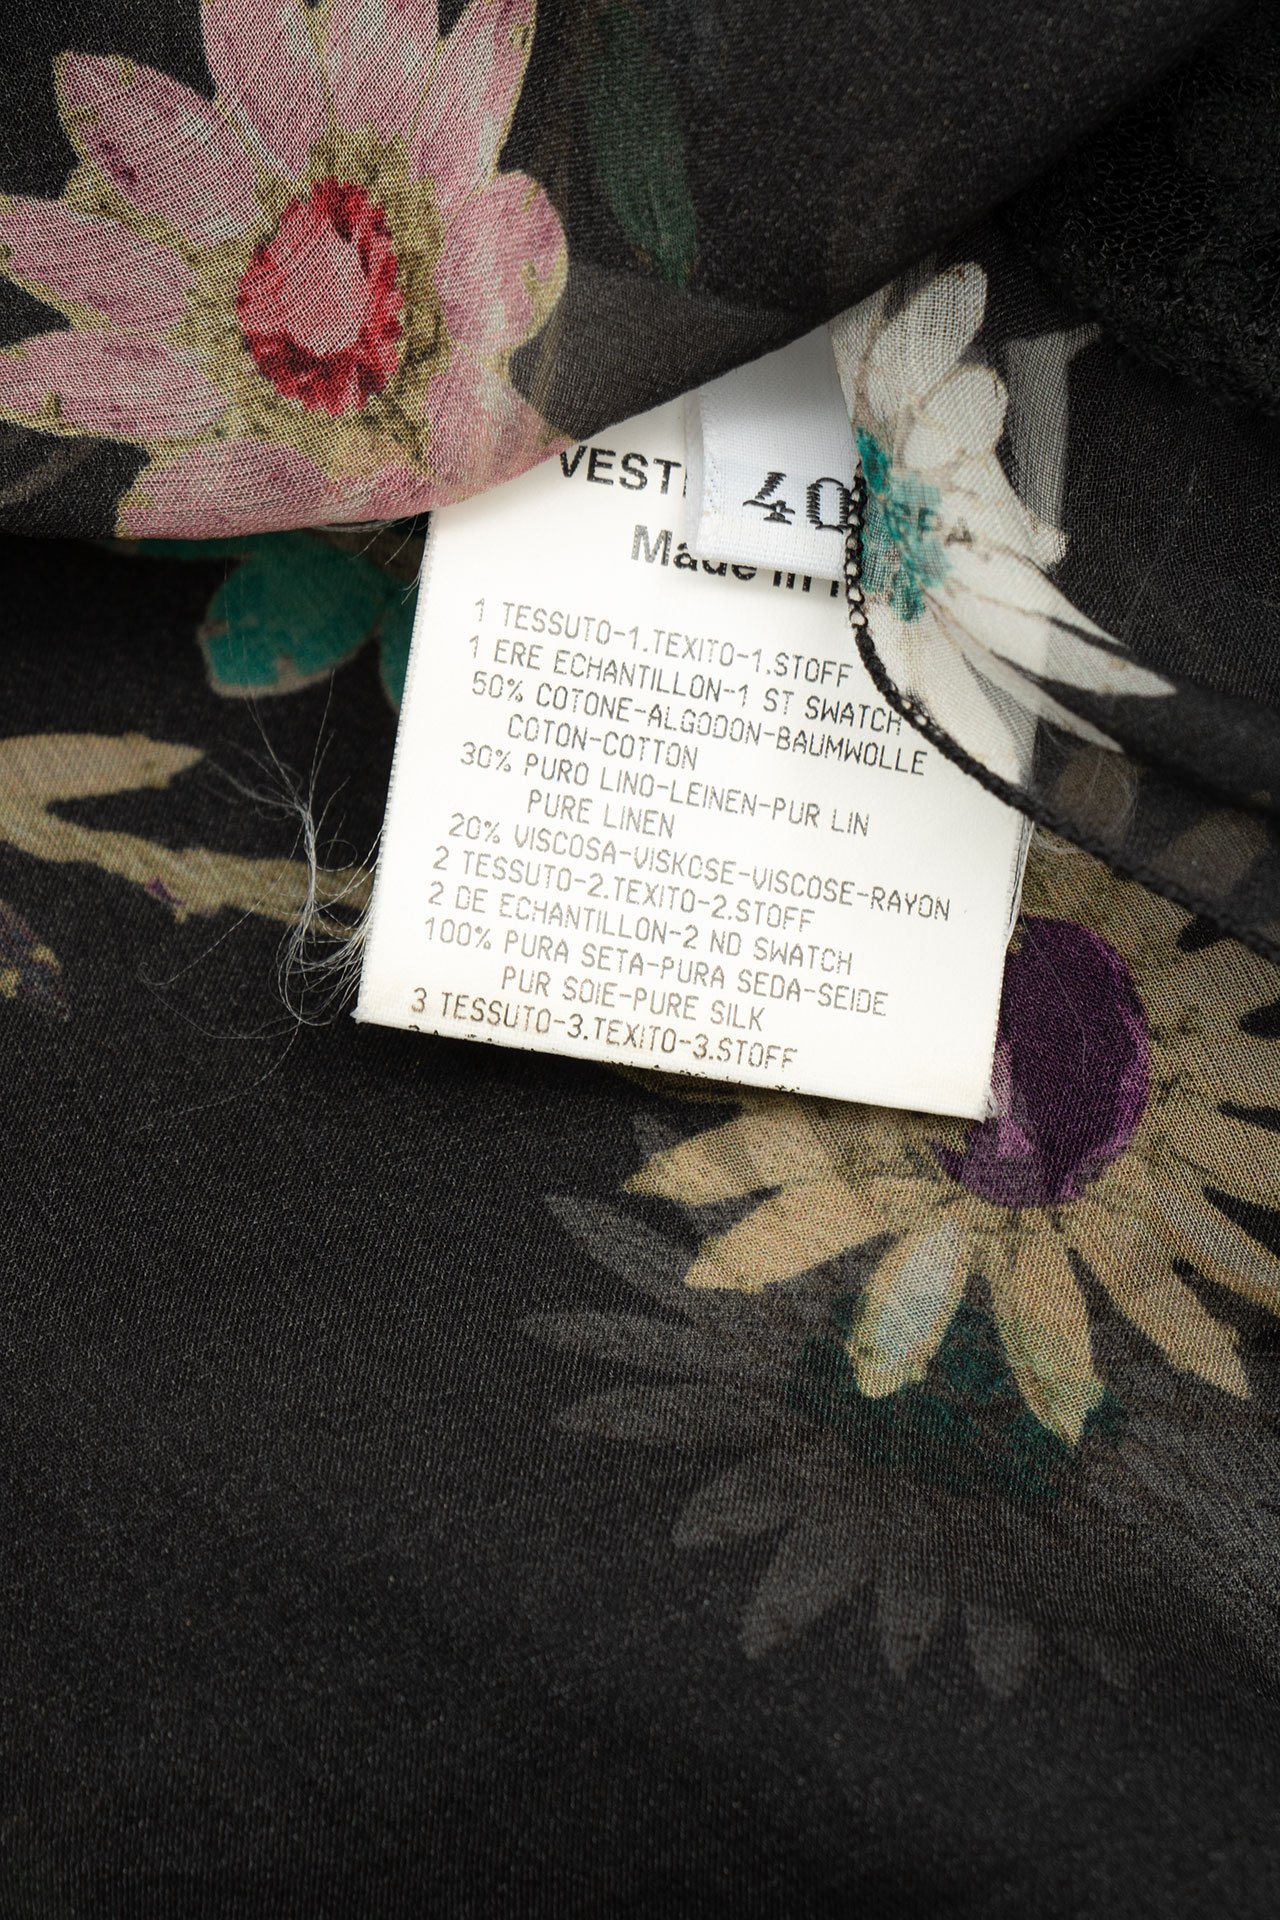 VEST
40
SPA
Made in
1 TESSUTO-1.TEXITO-1.STOFF
1 ERE ECHANTILLON-1 ST SWATCH
50% COTONE-ALGODON-BAUMWOLLE
COTON-COTTON
30% PURO LINO-LEINEN-PUR LIN
PURE LINEN
20% VISCOSA-VISKOSE-VISCOSE-RAYON
2 TESSUTO-2.TEXITO-2.STOFF
2 DE ECHANTILLON-2 ND SWATCH
100% PURA SETA-PURA SEDA-SEIDE
PUR SOIE-PURE SILK
3 TESSUTO-3.TEXITO-3.STOFF